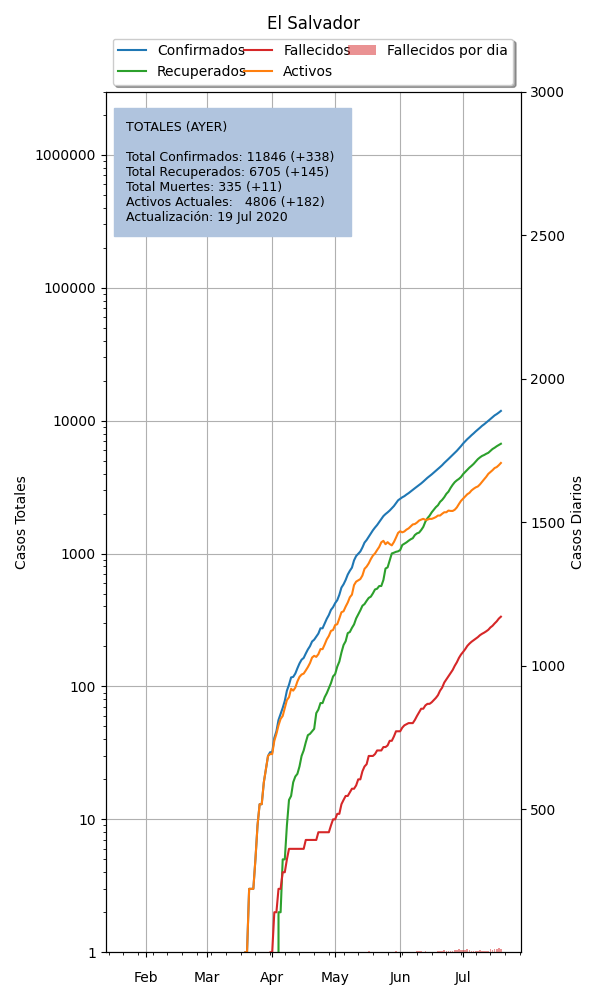 El Salvador
Confirmados Fallecidos Fallecidos por dia
Recuperados Activos
TOTALES (AYER)
Total Confirmados: 11846 (+338)
Total Recuperados: 6705 (+145)
Total Muertes: 335 (+11)
Activos Actuales: 4806 (+182)
Actualización: 19 Jul 2020
Casos Totales
1000000
100000
10000
1000
100
10
1
3000
2500
2000
1500
1000
500
Casos Diarios
Feb Mar Apr May Jun Jul